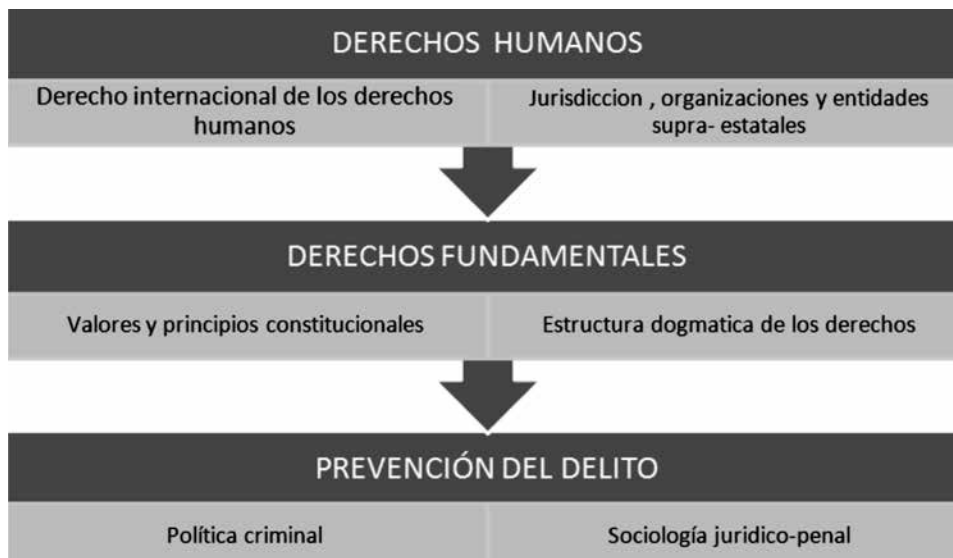 DERECHOS HUMANOS
Derecho internacional de los derechos
humanos
Jurisdiccion , organizaciones y entidades
supra- estatales
DERECHOS FUNDAMENTALES
Valores y principios constitucionales
Estructura dogmatica de los derechos
PREVENCIÓN DEL DELITO
Política criminal
Sociología juridico-penal